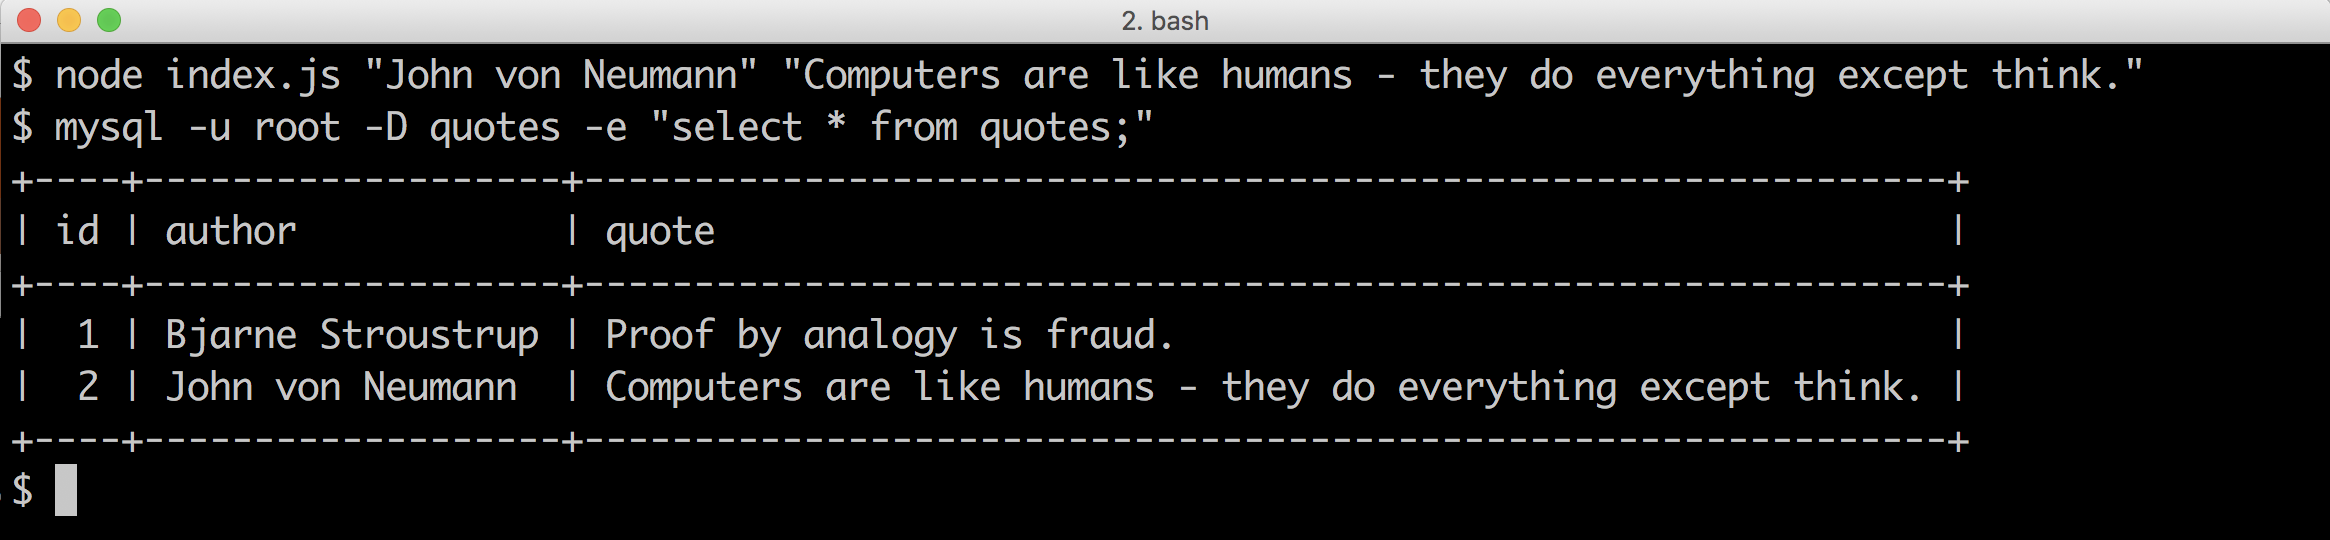 2. bash
$ node index.js "John von Neumann" "Computers are like humans - they do everything except think."
$ mysql -u root -D quotes -e "select * from quotes;"
+----+-------------------+--------------------------------------------------------------+
| id | author            | quote                                                        |
+----+-------------------+--------------------------------------------------------------+
|  1 | Bjarne Stroustrup | Proof by analogy is fraud.                                   |
|  2 | John von Neumann  | Computers are like humans - they do everything except think. |
+----+-------------------+--------------------------------------------------------------+
$